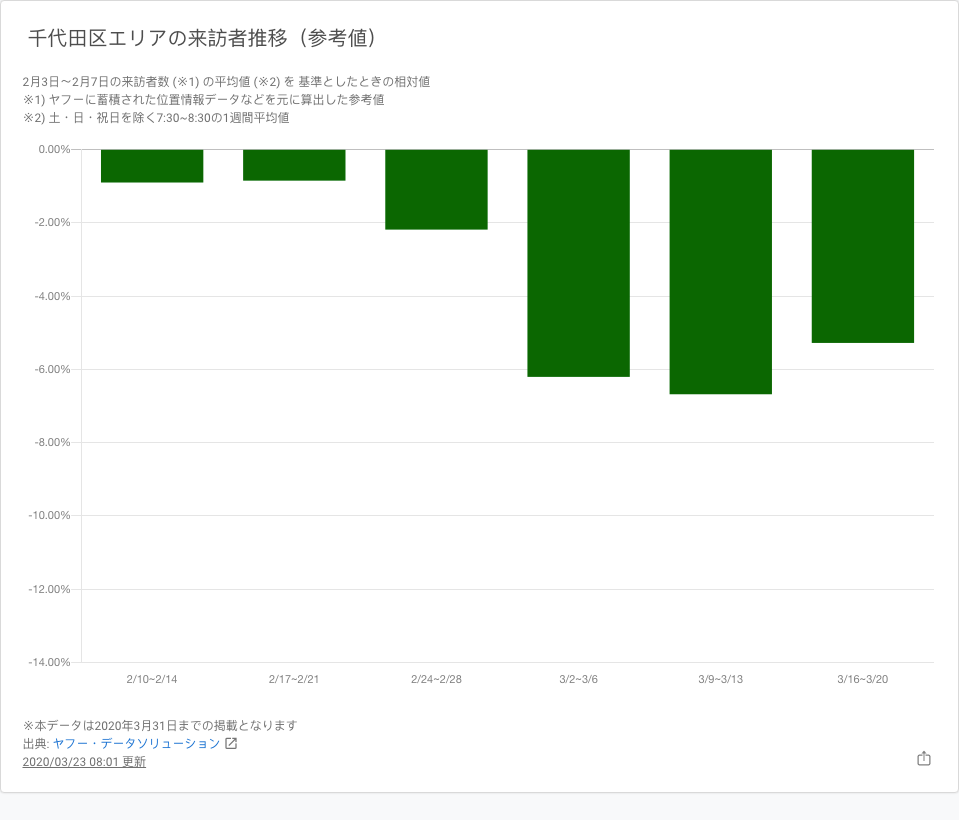 千代田区エリアの来訪者推移（参考値）
2月3日～2月7日の来訪者数 (※1) の平均値 (※2) を 基準としたときの相対値
※1) ヤフーに蓄積された位置情報データなどを元に算出した参考値
※2) 土・日・祝日を除く7:30~8:30の1週間平均値
0.00%
-2.00%
-4.00%
-6.00%
-8.00%
-10.00%
-12.00%
-14.00%
2/10~2/14
2/17~2/21
2/24~2/28
3/2~3/6
3/9~3/13
3/16~3/20
※本データは2020年3月31日までの掲載となります
出典: ヤフー・データソリューション
2020/03/23 08:01 更新